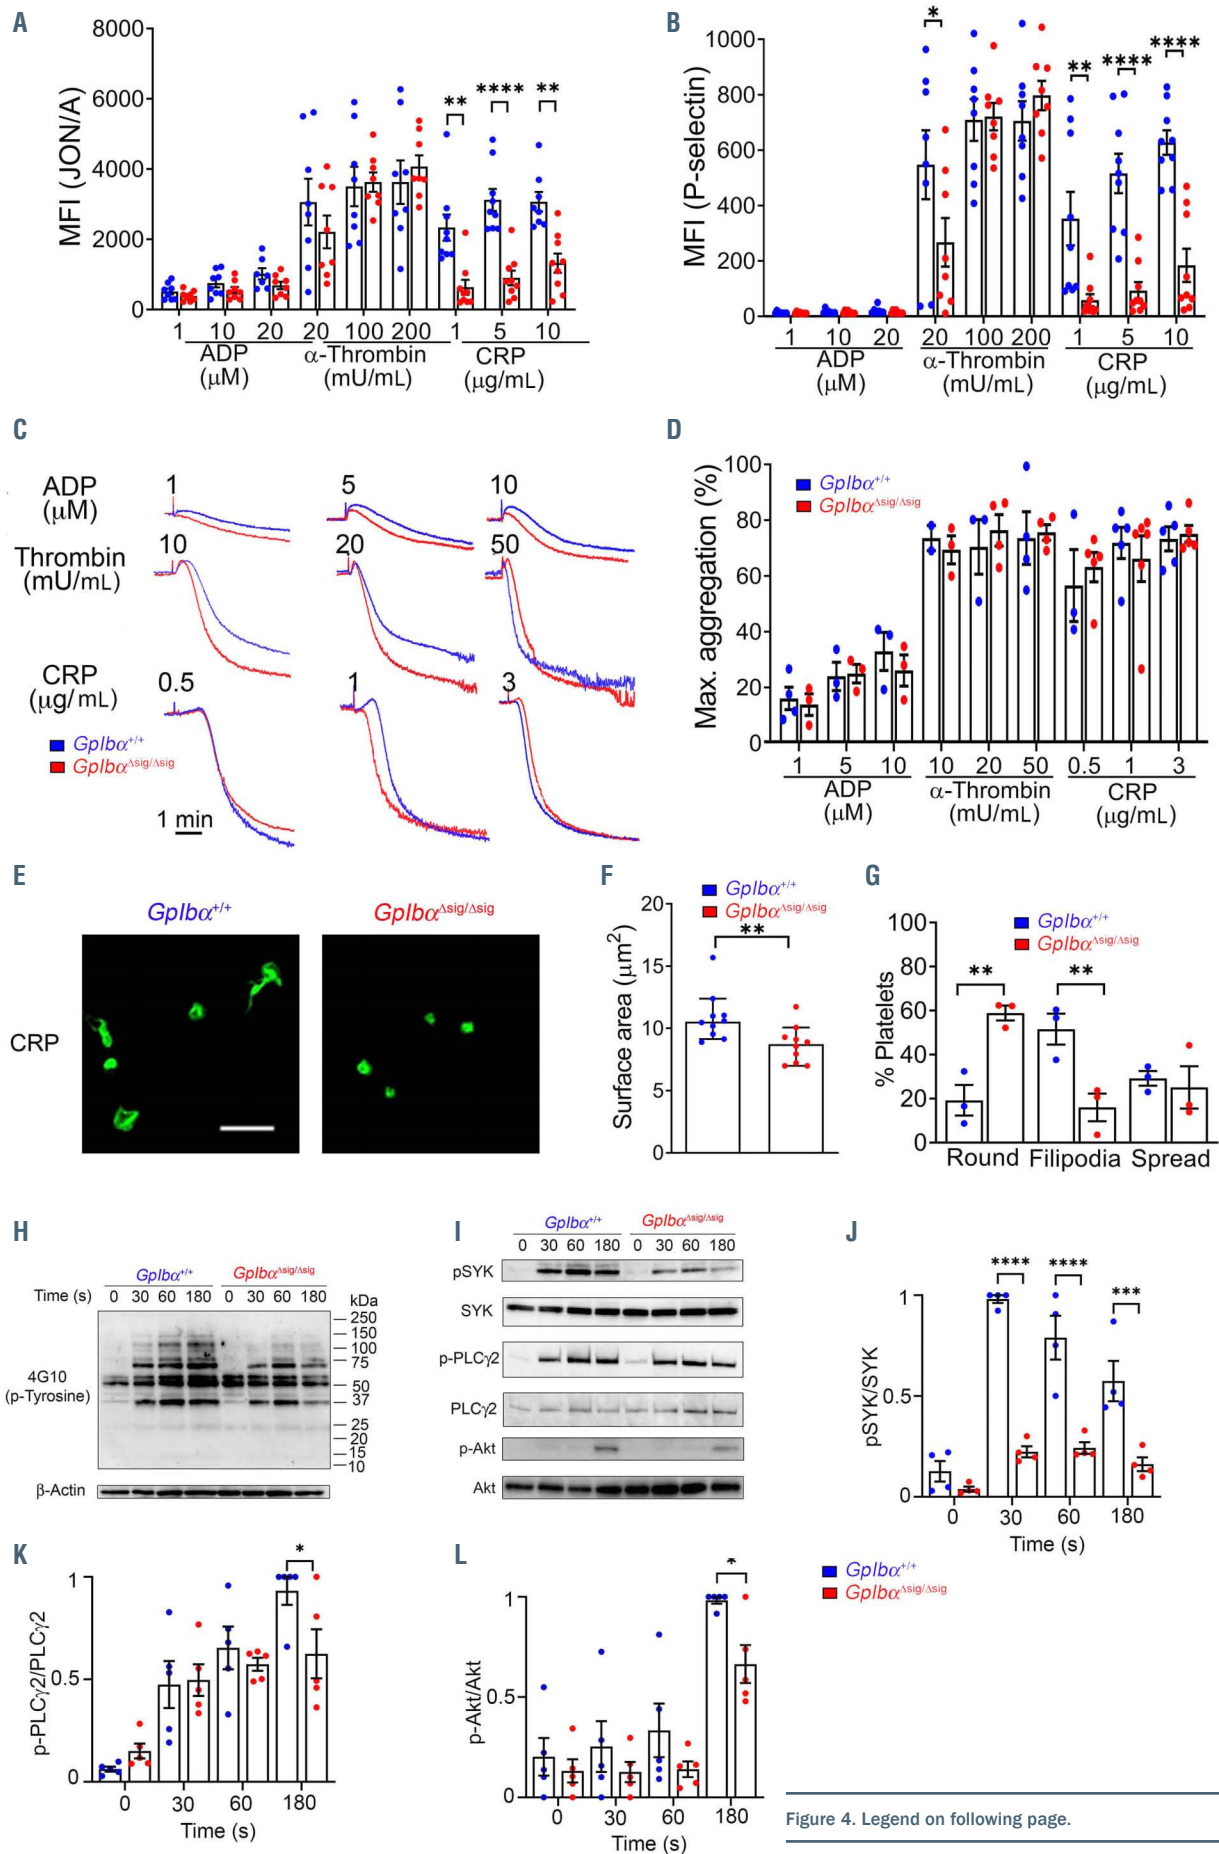 A
8000
6000
4000
2000
0
MFI (JON/A)
** **** **
1 10 20 20 100 200 1 5 10
ADP α-Thrombin CRP
(μM) (mU/mL) (μg/mL)
B
1000
800
600
400
200
0
MFI (P-selectin)
* ** **** ****
1 10 20 20 100 200 1 5 10
ADP α-Thrombin CRP
(μM) (mU/mL) (μg/mL)
C
ADP
(μM)
1 5 10
Thrombin
(mU/mL)
10 20 50
CRP
(μg/mL)
0.5 1 3
GpIbα+/+
GpIbαΔsig/Δsig
1 min
D
100
80
60
40
20
0
Max. aggregation (%)
GpIbα+/+
GpIbαΔsig/Δsig
1 5 10 10 20 50 0.5 1 3
ADP α-Thrombin CRP
(μM) (mU/mL) (μg/mL)
E
GpIbα+/+ GpIbαΔsig/Δsig
CRP
F
GpIbα+/+
GpIbαΔsig/Δsig
20
15
10
5
0
Surface area (μm2)
**
G
100
80
60
40
20
0
% Platelets
GpIbα+/+
GpIbαΔsig/Δsig
** **
Round Filipodia Spread
H
GpIbα+/+ GpIbαΔsig/Δsig
Time (s) 0 30 60 180 0 30 60 180
kDa
250
150
100
75
50
37
25
20
15
10
4G10
(p-Tyrosine)
β-Actin
I
GpIbα+/+ GpIbαΔsig/Δsig
0 30 60 180 0 30 60 180
pSYK
SYK
p-PLCγ2
PLCγ2
p-Akt
Akt
J
1
0.5
0
pSYK/SYK
**** **** ***
0 30 60 180
Time (s)
K
1
0.5
0
p-PLCγ2/PLCγ2
*
0 30 60 180
Time (s)
L
1
0.5
0
p-Akt/Akt
*
0 30 60 180
Time (s)
GpIbα+/+
GpIbαΔsig/Δsig
Figure 4. Legend on following page.